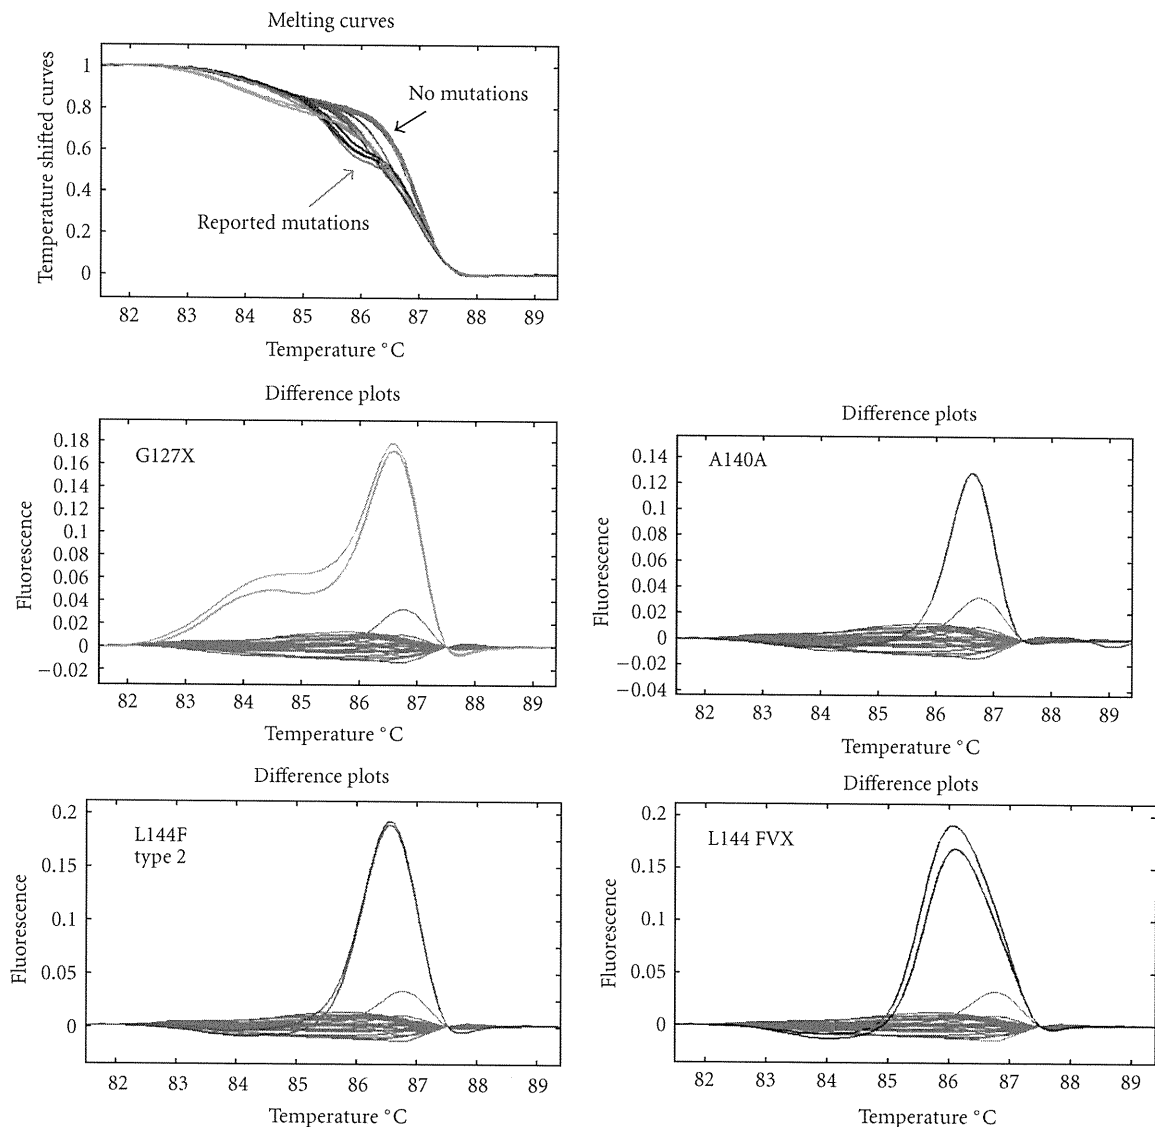 Melting curves
Temperature shifted curves
1
0.8
0.6
0.4
0.2
0
No mutations
Reported mutations
82 83 84 85 86 87 88 89
Temperature °C
Difference plots
Fluorescence
0.18
0.16
0.14
0.12
0.1
0.08
0.06
0.04
0.02
0
−0.02
G127X
82 83 84 85 86 87 88 89
Temperature °C
Difference plots
Fluorescence
0.14
0.12
0.1
0.08
0.06
0.04
0.02
0
−0.02
−0.04
A140A
82 83 84 85 86 87 88 89
Temperature °C
Difference plots
Fluorescence
0.2
0.15
0.1
0.05
0
L144F
type 2
82 83 84 85 86 87 88 89
Temperature °C
Difference plots
Fluorescence
0.2
0.15
0.1
0.05
0
L144 FVX
82 83 84 85 86 87 88 89
Temperature °C